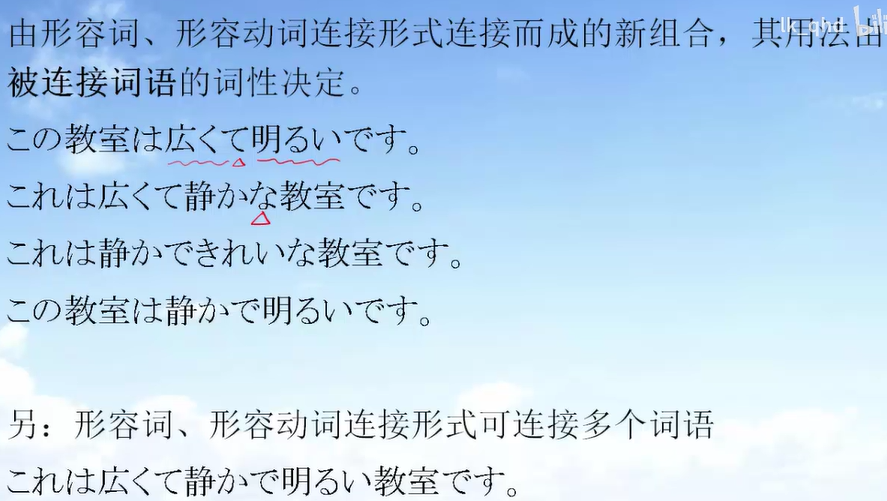 由形容词、形容动词连接形式连接而成的新组合，其用法由
被连接词语的词性决定。
この教室は広くて明るいです。
これは広くて静かな教室です。
これは静かできれいな教室です。
この教室は静かで明るいです。
另：形容词、形容动词连接形式可连接多个词语
これは広くて静かで明るい教室です。